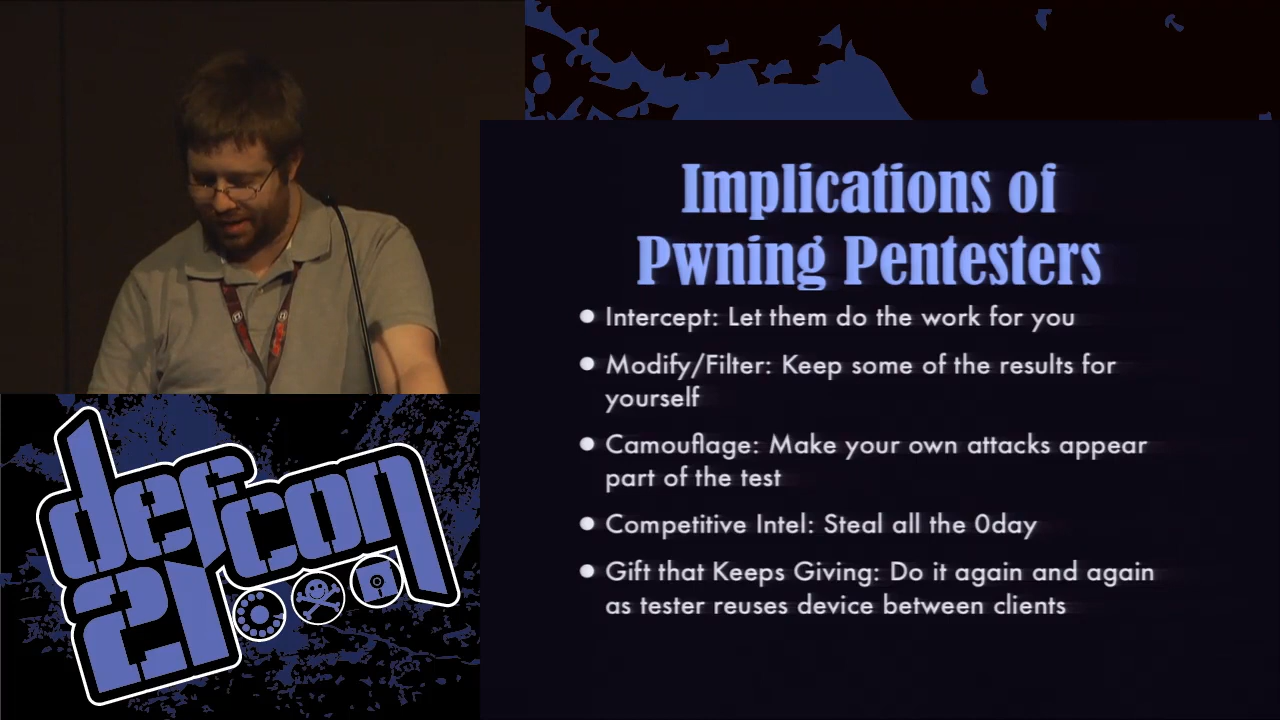 Implications of
Pwning Pentesters
• Intercept: Let them do the work for you
• Modify/Filter: Keep some of the results for
yourself
• Camouflage: Make your own attacks appear
part of the test
• Competitive Intel: Steal all the 0day
• Gift that Keeps Giving: Do it again and again
as tester reuses device between clients
defcon
21